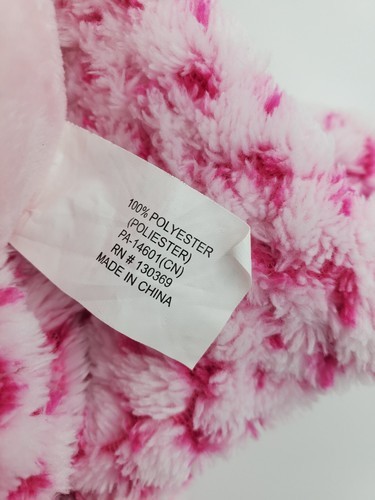 100% POLYESTER
(POLIESTER)
PA-14601(CN)
RN # 130369
MADE IN CHINA